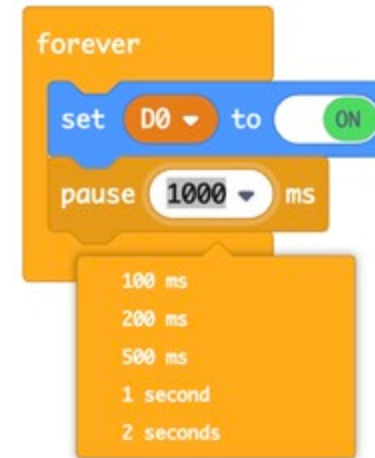 forever
set D0 to ON
pause 1000 ms
100 ms
200 ms
500 ms
1 second
2 seconds